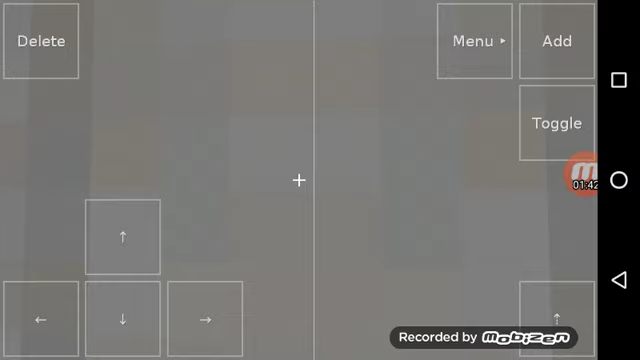 Delete
Menu ▸
Add
Toggle
01:42
↑
← ↓ → ⇡
Recorded by mobizen